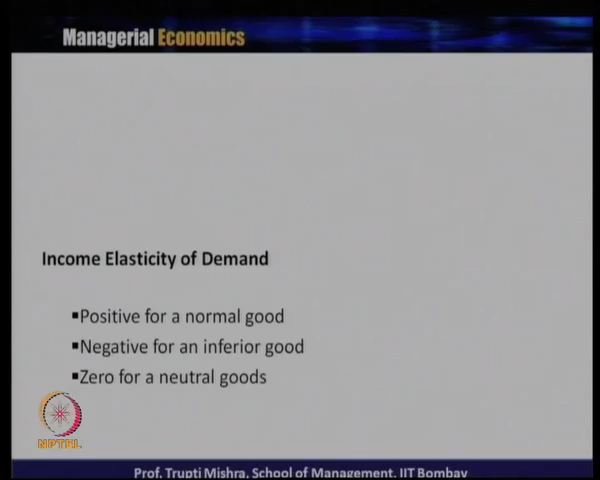 Managerial Economics
Income Elasticity of Demand
▪Positive for a normal good
▪Negative for an inferior good
▪Zero for a neutral goods
NPTEL
Prof. Trupti Mishra, School of Management, IIT Bombay